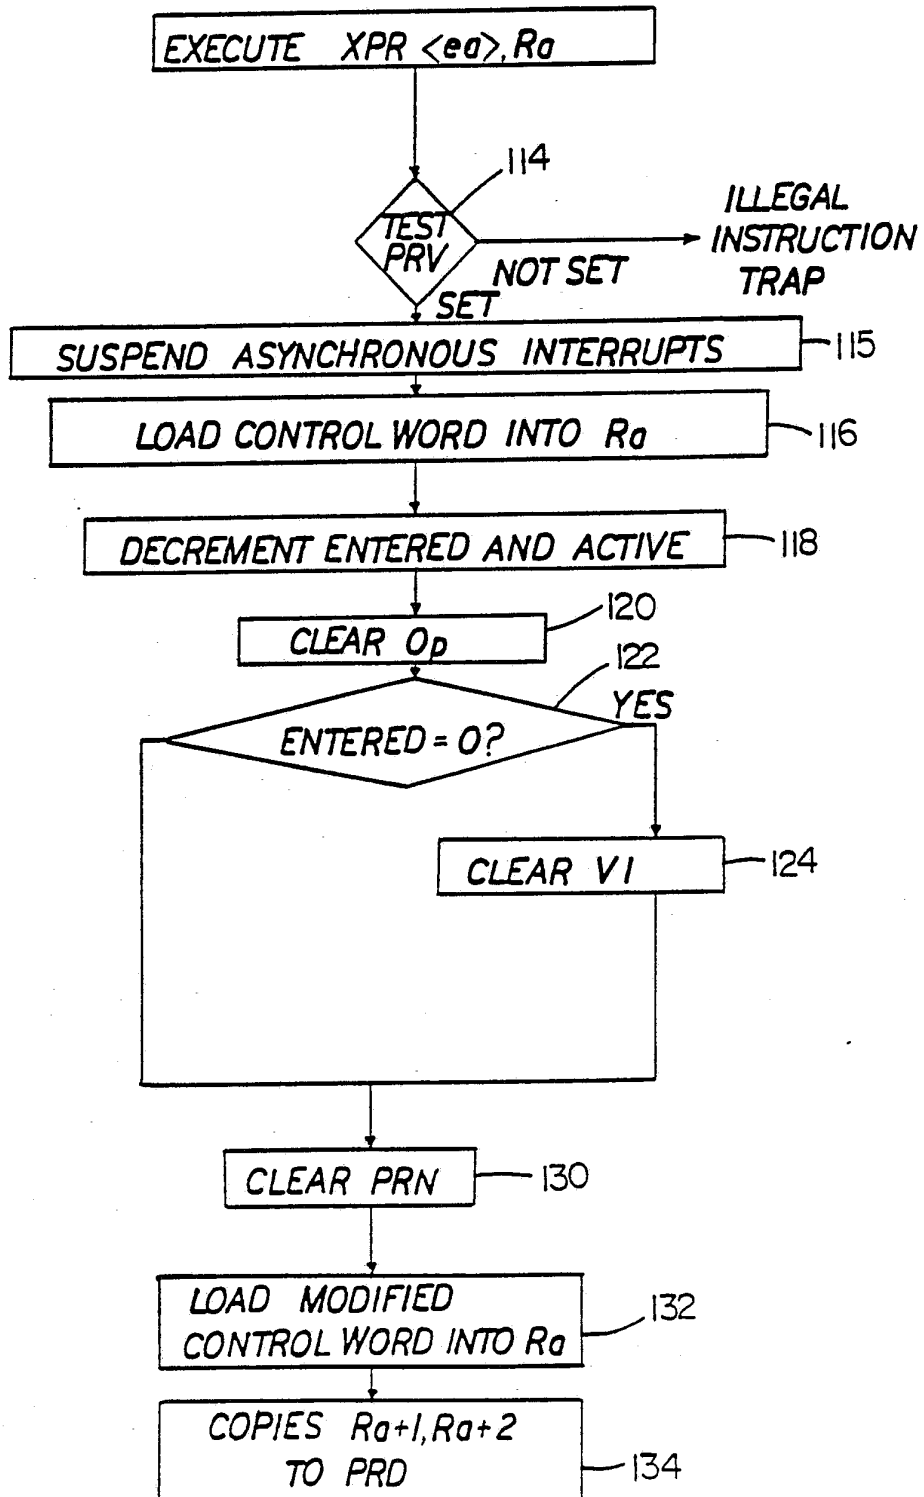 EXECUTE XPR <ea>, Ra
114
TEST
PRV
NOT SET
ILLEGAL
INSTRUCTION
TRAP
SET
SUSPEND ASYNCHRONOUS INTERRUPTS
115
LOAD CONTROL WORD INTO Ra
116
DECREMENT ENTERED AND ACTIVE
118
CLEAR Op
120
122
YES
ENTERED = 0?
CLEAR V1
124
CLEAR PRN
130
LOAD MODIFIED
CONTROL WORD INTO Ra
132
COPIES Ra+1, Ra+2
TO PRD
134